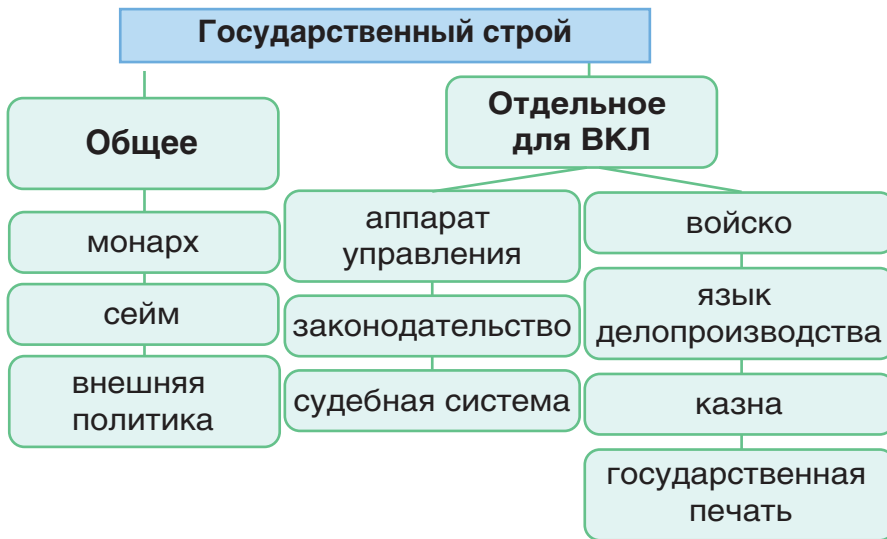 Государственный строй
Общее
монарх
сейм
внешняя
политика
Отдельное
для ВКЛ
аппарат
управления
законодательство
судебная система
войско
язык
делопроизводства
казна
государственная
печать